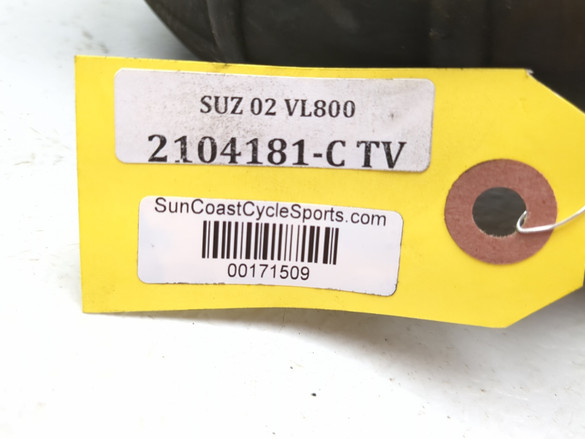 SUZ 02 VL800
2104181-C TV
SunCoastCycleSports.com
00171509